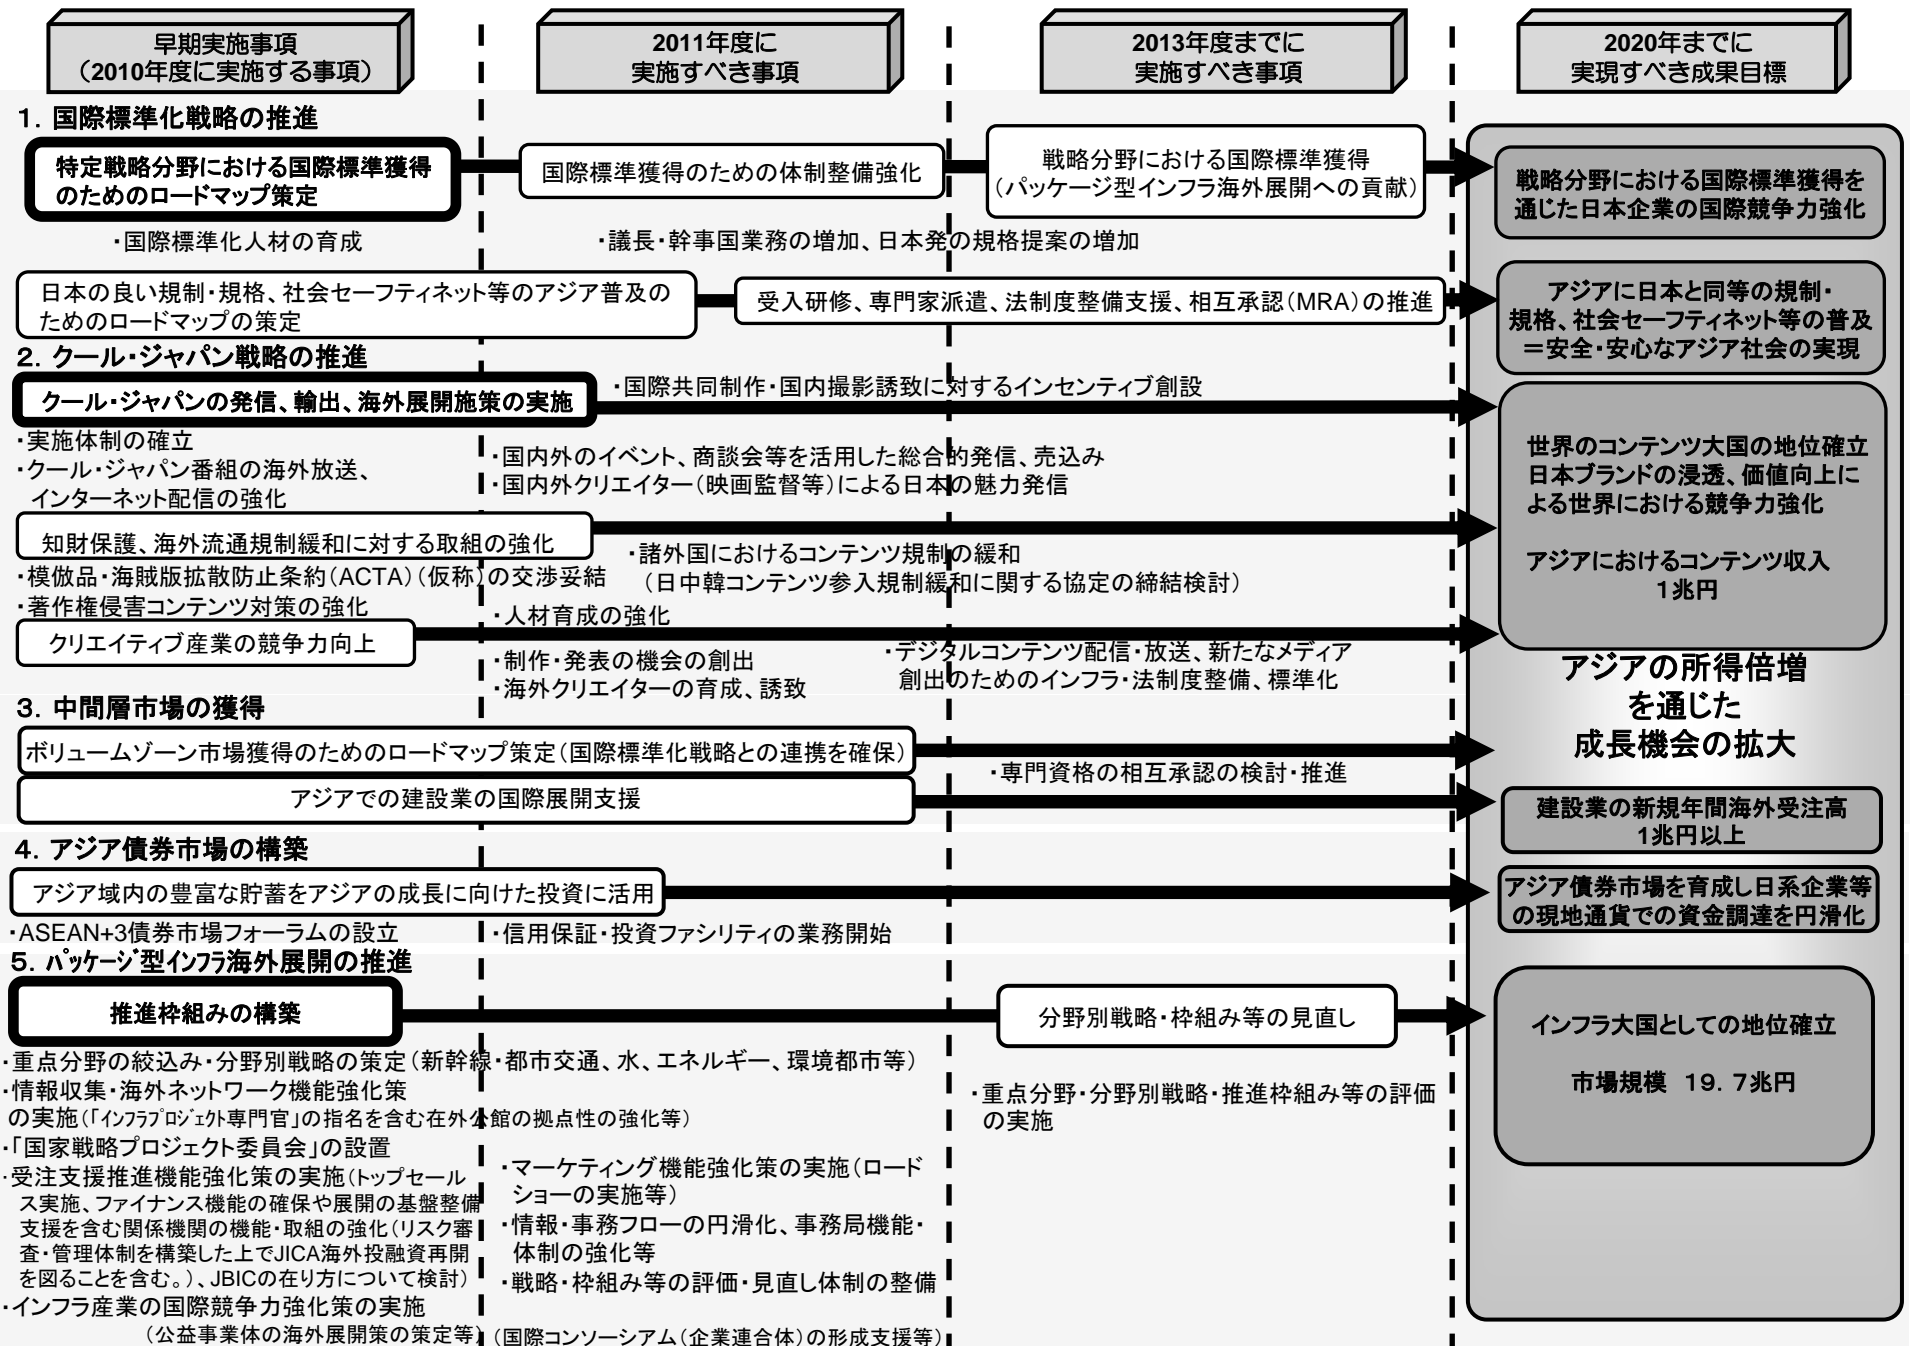 早期実施事項
（2010年度に実施する事項）
2011年度に
実施すべき事項
2013年度までに
実施すべき事項
2020年までに
実現すべき成果目標
１．国際標準化戦略の推進
特定戦略分野における国際標準獲得
のためのロードマップ策定
国際標準獲得のための体制整備強化
戦略分野における国際標準獲得
（パッケージ型インフラ海外展開への貢献）
戦略分野における国際標準獲得を
通じた日本企業の国際競争力強化
・国際標準化人材の育成
・議長・幹事国業務の増加、日本発の規格提案の増加
日本の良い規制・規格、社会セーフティネット等のアジア普及の
ためのロードマップの策定
受入研修、専門家派遣、法制度整備支援、相互承認（MRA）の推進
アジアに日本と同等の規制・
規格、社会セーフティネット等の普及
＝安全・安心なアジア社会の実現
２．クール・ジャパン戦略の推進
クール・ジャパンの発信、輸出、海外展開施策の実施
・国際共同制作・国内撮影誘致に対するインセンティブ創設
・実施体制の確立
・クール・ジャパン番組の海外放送、
インターネット配信の強化
・国内外のイベント、商談会等を活用した総合的発信、売込み
・国内外クリエイター（映画監督等）による日本の魅力発信
世界のコンテンツ大国の地位確立
日本ブランドの浸透、価値向上に
よる世界における競争力強化
アジアにおけるコンテンツ収入
1兆円
知財保護、海外流通規制緩和に対する取組の強化
・模倣品・海賊版拡散防止条約（ACTA）（仮称）の交渉妥結
・著作権侵害コンテンツ対策の強化
・諸外国におけるコンテンツ規制の緩和
（日中韓コンテンツ参入規制緩和に関する協定の締結検討）
クリエイティブ産業の競争力向上
・人材育成の強化
・制作・発表の機会の創出
・海外クリエイターの育成、誘致
・デジタルコンテンツ配信・放送、新たなメディア
創出のためのインフラ・法制度整備、標準化
アジアの所得倍増
を通じた
成長機会の拡大
３．中間層市場の獲得
ボリュームゾーン市場獲得のためのロードマップ策定（国際標準化戦略との連携を確保）
・専門資格の相互承認の検討・推進
アジアでの建設業の国際展開支援
建設業の新規年間海外受注高
1兆円以上
４．アジア債券市場の構築
アジア域内の豊富な貯蓄をアジアの成長に向けた投資に活用
アジア債券市場を育成し日系企業等
の現地通貨での資金調達を円滑化
・ASEAN+3債券市場フォーラムの設立
・信用保証・投資ファシリティの業務開始
５．ﾊﾟｯｹｰｼﾞ型ｲﾝﾌﾗ海外展開の推進
推進枠組みの構築
分野別戦略・枠組み等の見直し
インフラ大国としての地位確立
市場規模　19．7兆円
・重点分野の絞込み・分野別戦略の策定（新幹線・都市交通、水、エネルギー、環境都市等）
・情報収集・海外ネットワーク機能強化策
の実施（「ｲﾝﾌﾗﾌﾟﾛｼﾞｪｸﾄ専門官」の指名を含む在外公館の拠点性の強化等）
・重点分野・分野別戦略・推進枠組み等の評価
の実施
・「国家戦略プロジェクト委員会」の設置
・受注支援推進機能強化策の実施（トップセール
ス実施、ファイナンス機能の確保や展開の基盤整備
支援を含む関係機関の機能・取組の強化（リスク審
査・管理体制を構築した上でJICA海外投融資再開
を図ることを含む。）、JBICの在り方について検討）
・インフラ産業の国際競争力強化策の実施
（公益事業体の海外展開策の策定等）
・マーケティング機能強化策の実施（ロード
ショーの実施等）
・情報・事務フローの円滑化、事務局機能・
体制の強化等
・戦略・枠組み等の評価・見直し体制の整備
（国際コンソーシアム（企業連合体）の形成支援等）